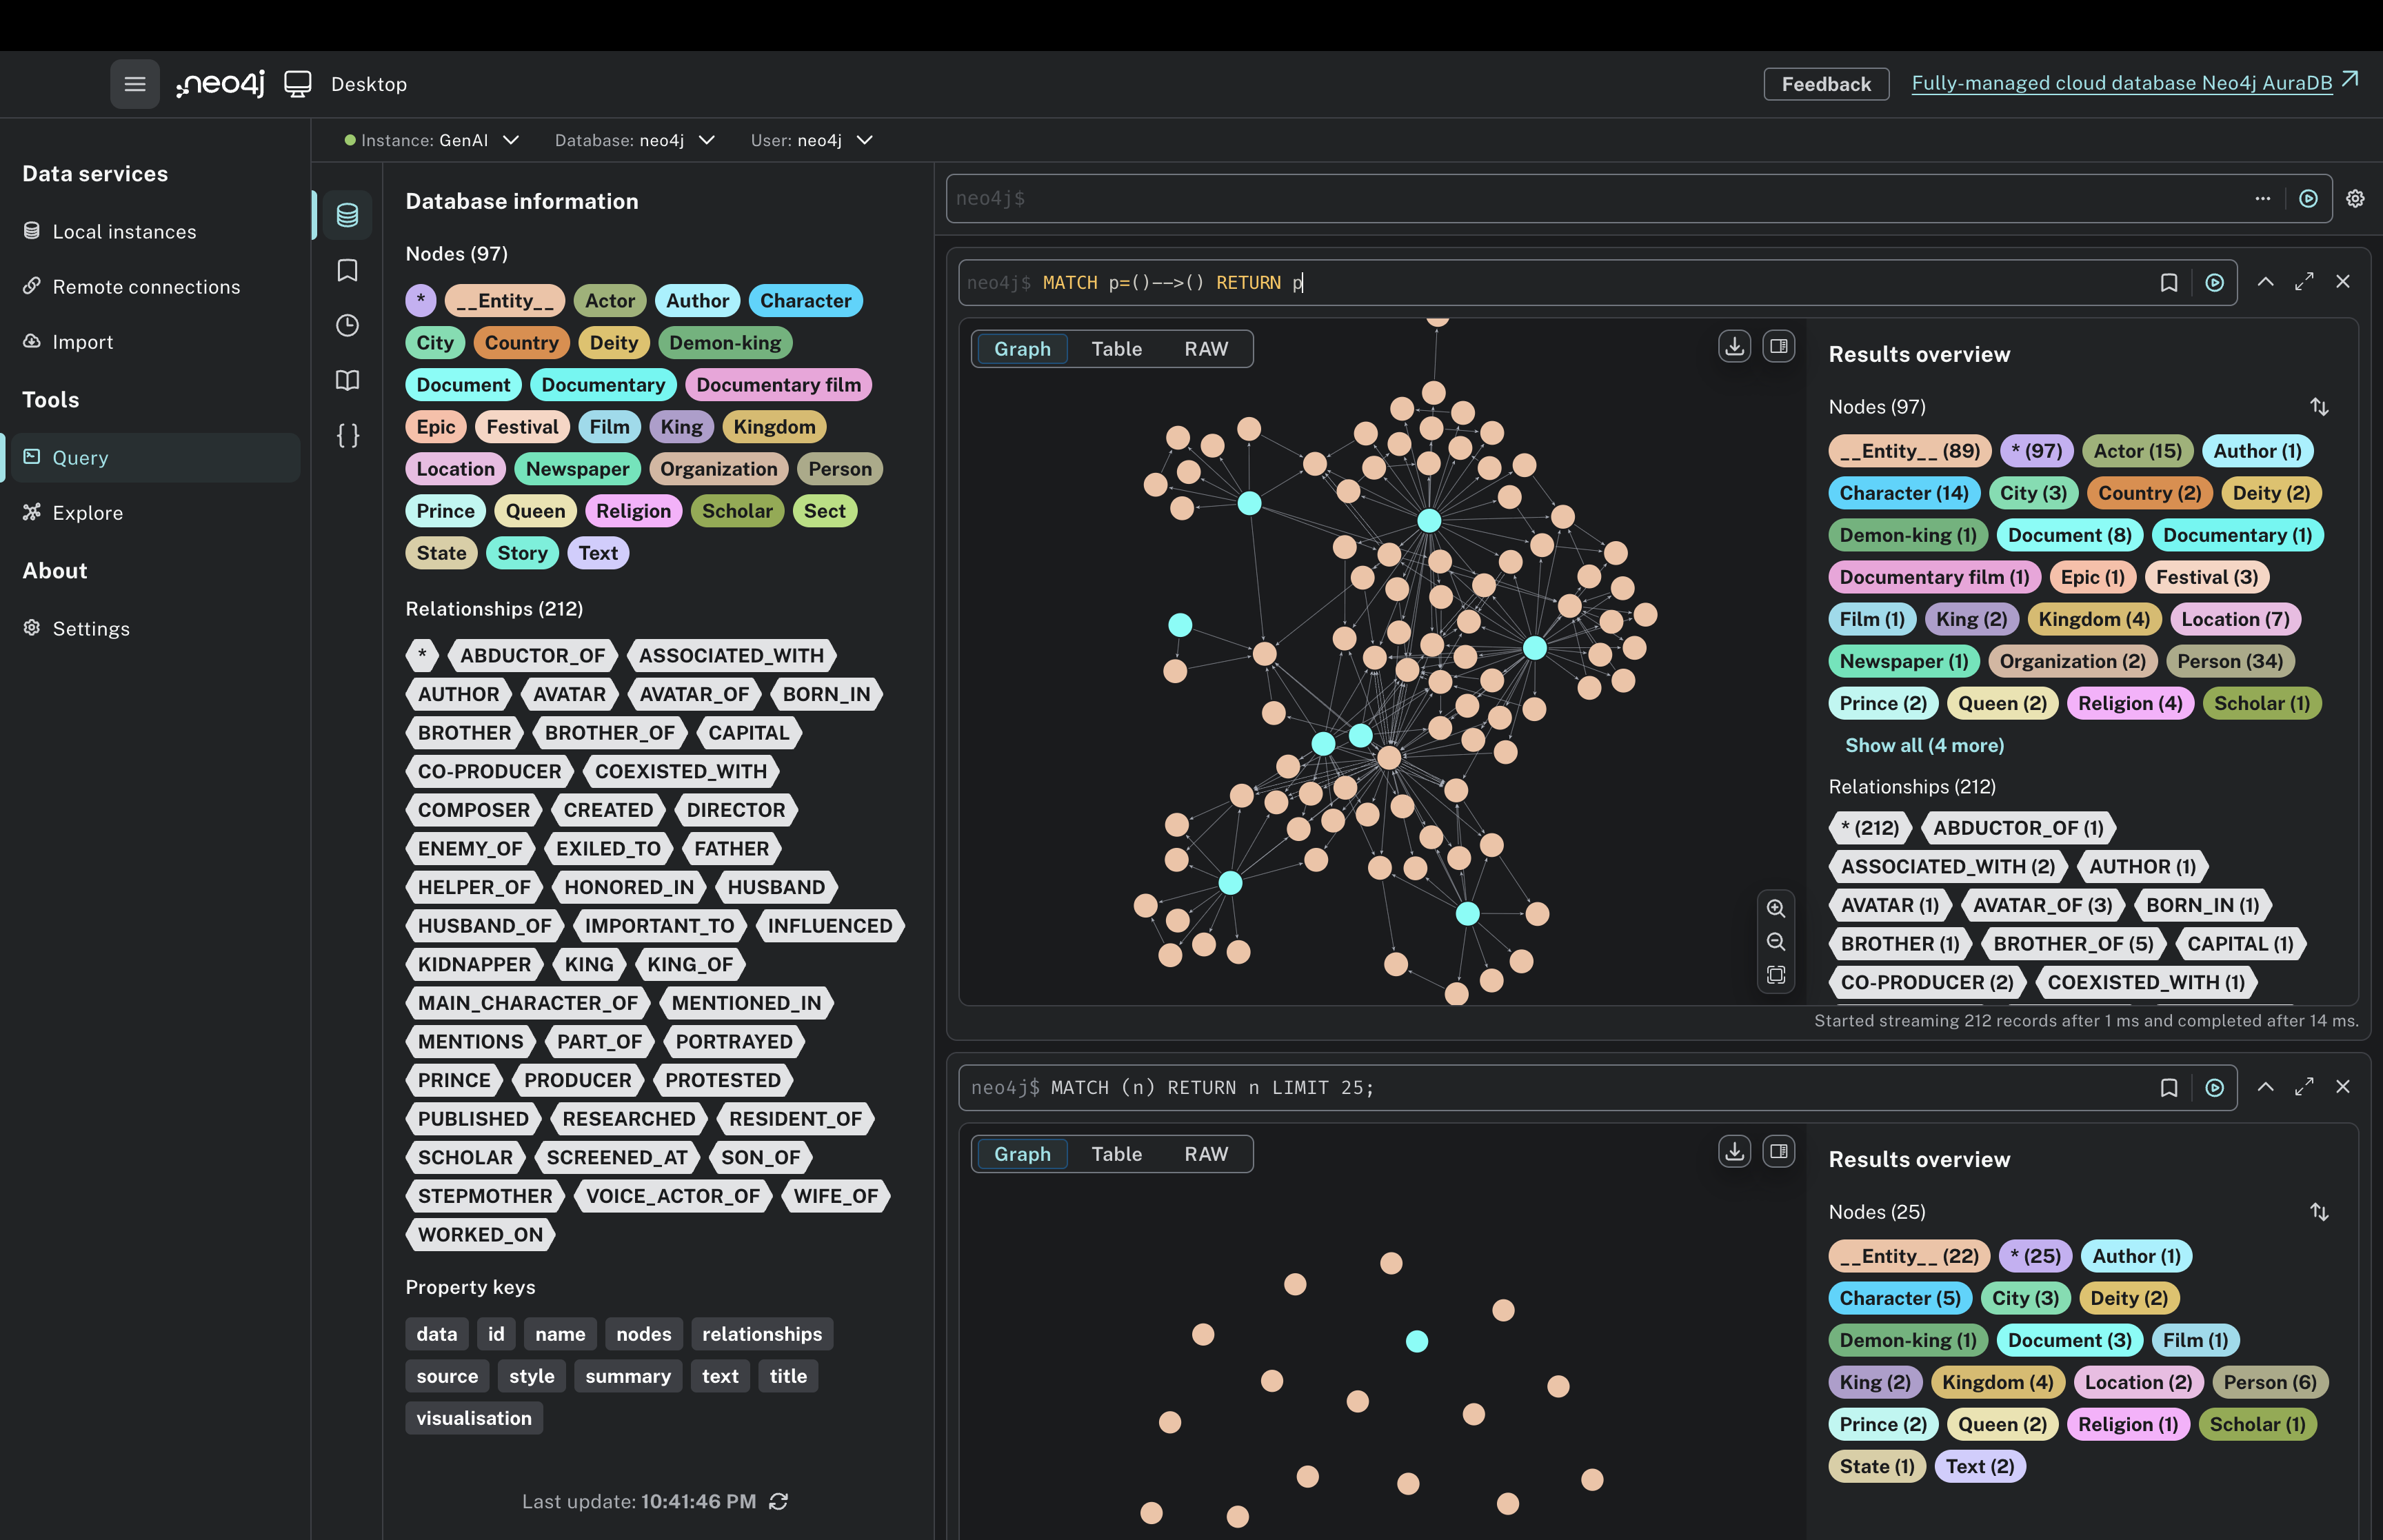 neo4j Desktop
Feedback Fully-managed cloud database Neo4j AuraDB
Instance: GenAI Database: neo4j User: neo4j
Data services
Local instances
Remote connections
Import
Tools
Query
Explore
About
Settings
Database information
Nodes (97)
* __Entity__ Actor Author Character
City Country Deity Demon-king
Document Documentary Documentary film
Epic Festival Film King Kingdom
Location Newspaper Organization Person
Prince Queen Religion Scholar Sect
State Story Text
Relationships (212)
* ABDUCTOR_OF ASSOCIATED_WITH
AUTHOR AVATAR AVATAR_OF BORN_IN
BROTHER BROTHER_OF CAPITAL
CO-PRODUCER COEXISTED_WITH
COMPOSER CREATED DIRECTOR
ENEMY_OF EXILED_TO FATHER
HELPER_OF HONORED_IN HUSBAND
HUSBAND_OF IMPORTANT_TO INFLUENCED
KIDNAPPER KING KING_OF
MAIN_CHARACTER_OF MENTIONED_IN
MENTIONS PART_OF PORTRAYED
PRINCE PRODUCER PROTESTED
PUBLISHED RESEARCHED RESIDENT_OF
SCHOLAR SCREENED_AT SON_OF
STEPMOTHER VOICE_ACTOR_OF WIFE_OF
WORKED_ON
Property keys
data id name nodes relationships
source style summary text title
visualisation
Last update: 10:41:46 PM
neo4j$
neo4j$ MATCH p=()-->() RETURN p
Graph Table RAW
Results overview
Nodes (97)
__Entity__ (89) * (97) Actor (15) Author (1)
Character (14) City (3) Country (2) Deity (2)
Demon-king (1) Document (8) Documentary (1)
Documentary film (1) Epic (1) Festival (3)
Film (1) King (2) Kingdom (4) Location (7)
Newspaper (1) Organization (2) Person (34)
Prince (2) Queen (2) Religion (4) Scholar (1)
Show all (4 more)
Relationships (212)
* (212) ABDUCTOR_OF (1)
ASSOCIATED_WITH (2) AUTHOR (1)
AVATAR (1) AVATAR_OF (3) BORN_IN (1)
BROTHER (1) BROTHER_OF (5) CAPITAL (1)
CO-PRODUCER (2) COEXISTED_WITH (1)
Started streaming 212 records after 1 ms and completed after 14 ms.
neo4j$ MATCH (n) RETURN n LIMIT 25;
Graph Table RAW
Results overview
Nodes (25)
__Entity__ (22) * (25) Author (1)
Character (5) City (3) Deity (2)
Demon-king (1) Document (3) Film (1)
King (2) Kingdom (4) Location (2) Person (6)
Prince (2) Queen (2) Religion (1) Scholar (1)
State (1) Text (2)